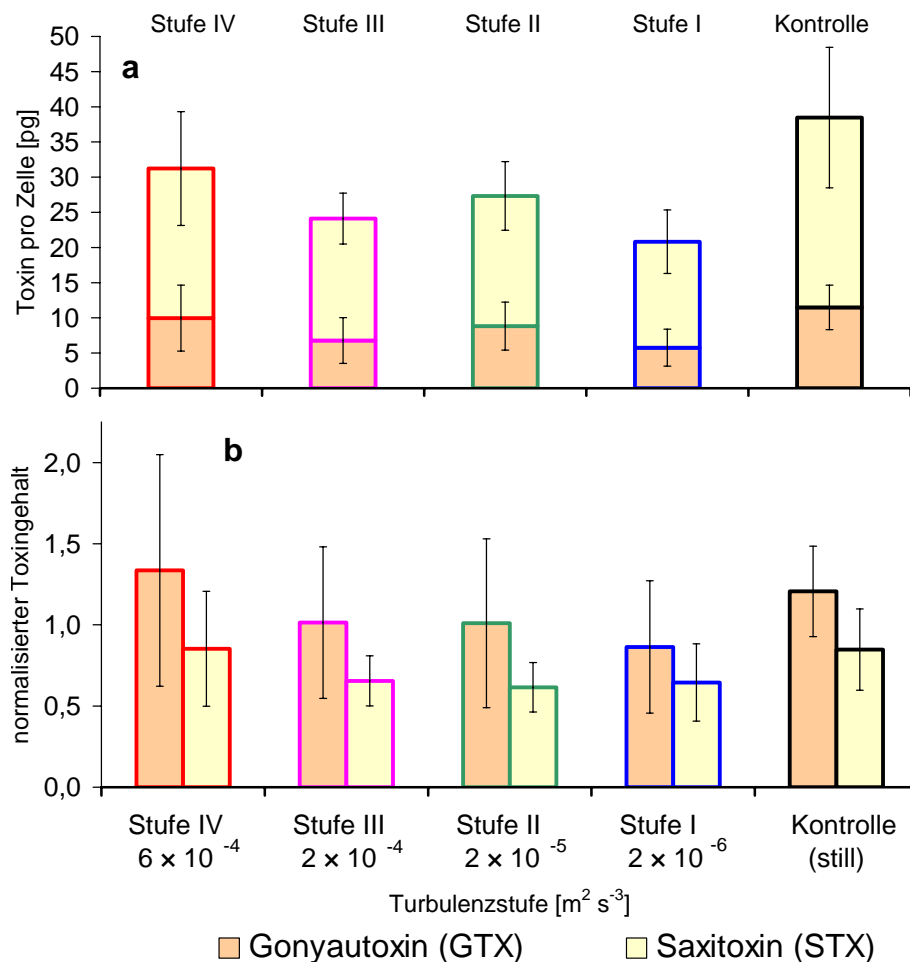 Stufe IV Stufe III Stufe II Stufe I Kontrolle
a
Toxin pro Zelle [pg]
50
45
40
35
30
25
20
15
10
5
0
b
normalisierter Toxingehalt
2,0
1,5
1,0
0,5
0,0
Stufe IV Stufe III Stufe II Stufe I Kontrolle
6 × 10 -4 2 × 10 -4 2 × 10 -5 2 × 10 -6 (still)
Turbulenzstufe [m2 s-3]
Gonyautoxin (GTX) Saxitoxin (STX)